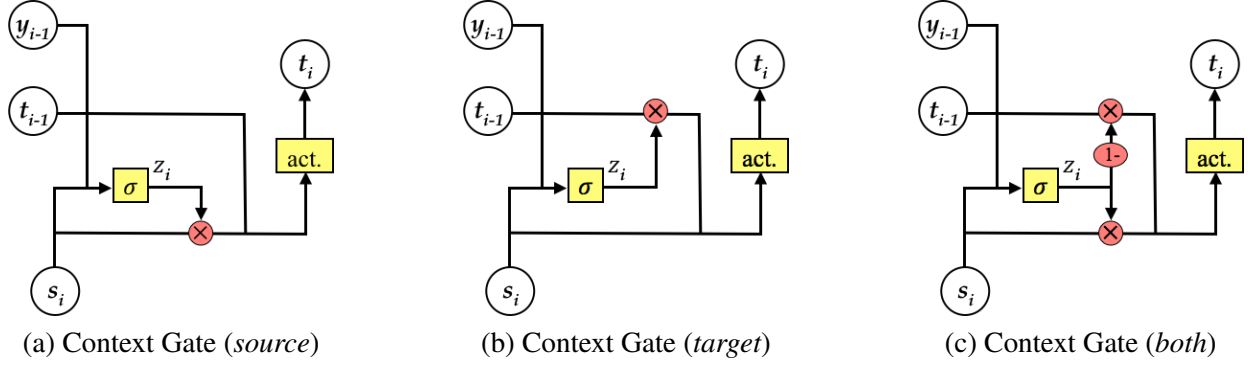 y_{i-1}
t_{i-1}
s_i
σ
z_i
×
act.
t_i
(a) Context Gate (source)
y_{i-1}
t_{i-1}
s_i
σ
z_i
×
act.
t_i
(b) Context Gate (target)
y_{i-1}
t_{i-1}
s_i
σ
z_i
×
1-
×
act.
t_i
(c) Context Gate (both)